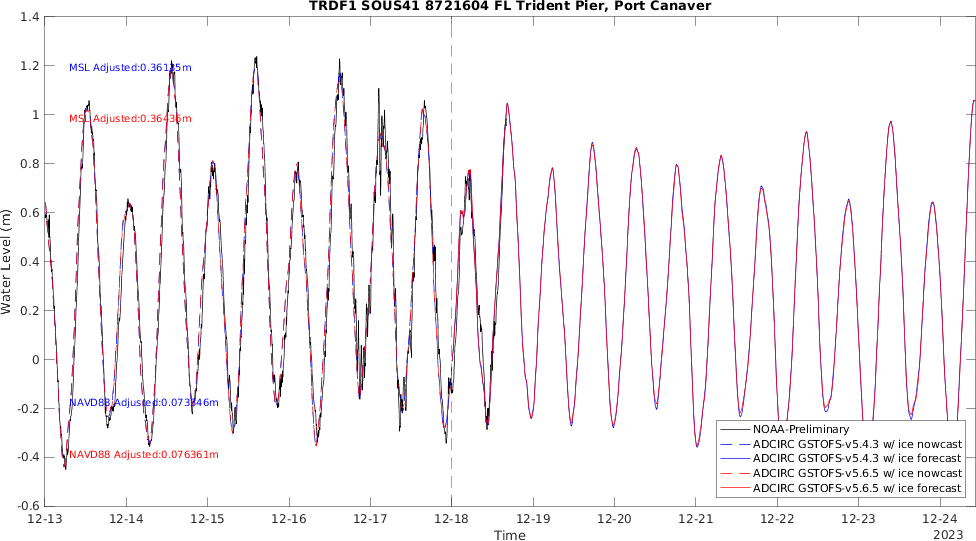 TRDF1 SOUS41 8721604 FL Trident Pier, Port Canaver
1.4
1.2
1
0.8
0.6
0.4
0.2
0
-0.2
-0.4
-0.6
Water Level (m)
MSL Adjusted:0.36135m
MSL Adjusted:0.36436m
NAVD88 Adjusted:0.073346m
NAVD88 Adjusted:0.076361m
NOAA-Preliminary
ADCIRC GSTOFS-v5.4.3 w/ ice nowcast
ADCIRC GSTOFS-v5.4.3 w/ ice forecast
ADCIRC GSTOFS-v5.6.5 w/ ice nowcast
ADCIRC GSTOFS-v5.6.5 w/ ice forecast
12-13 12-14 12-15 12-16 12-17 12-18 12-19 12-20 12-21 12-22 12-23 12-24
Time
2023